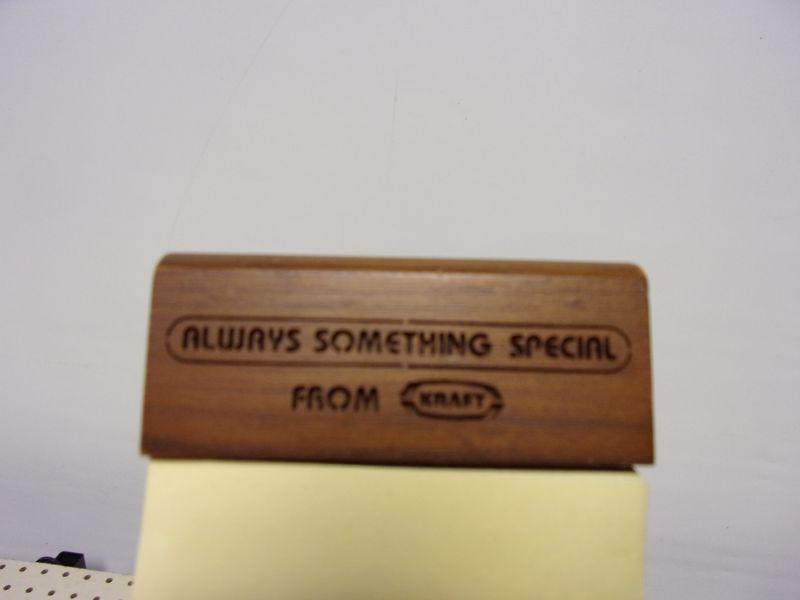 ALWAYS SOMETHING SPECIAL
FROM KRAFT